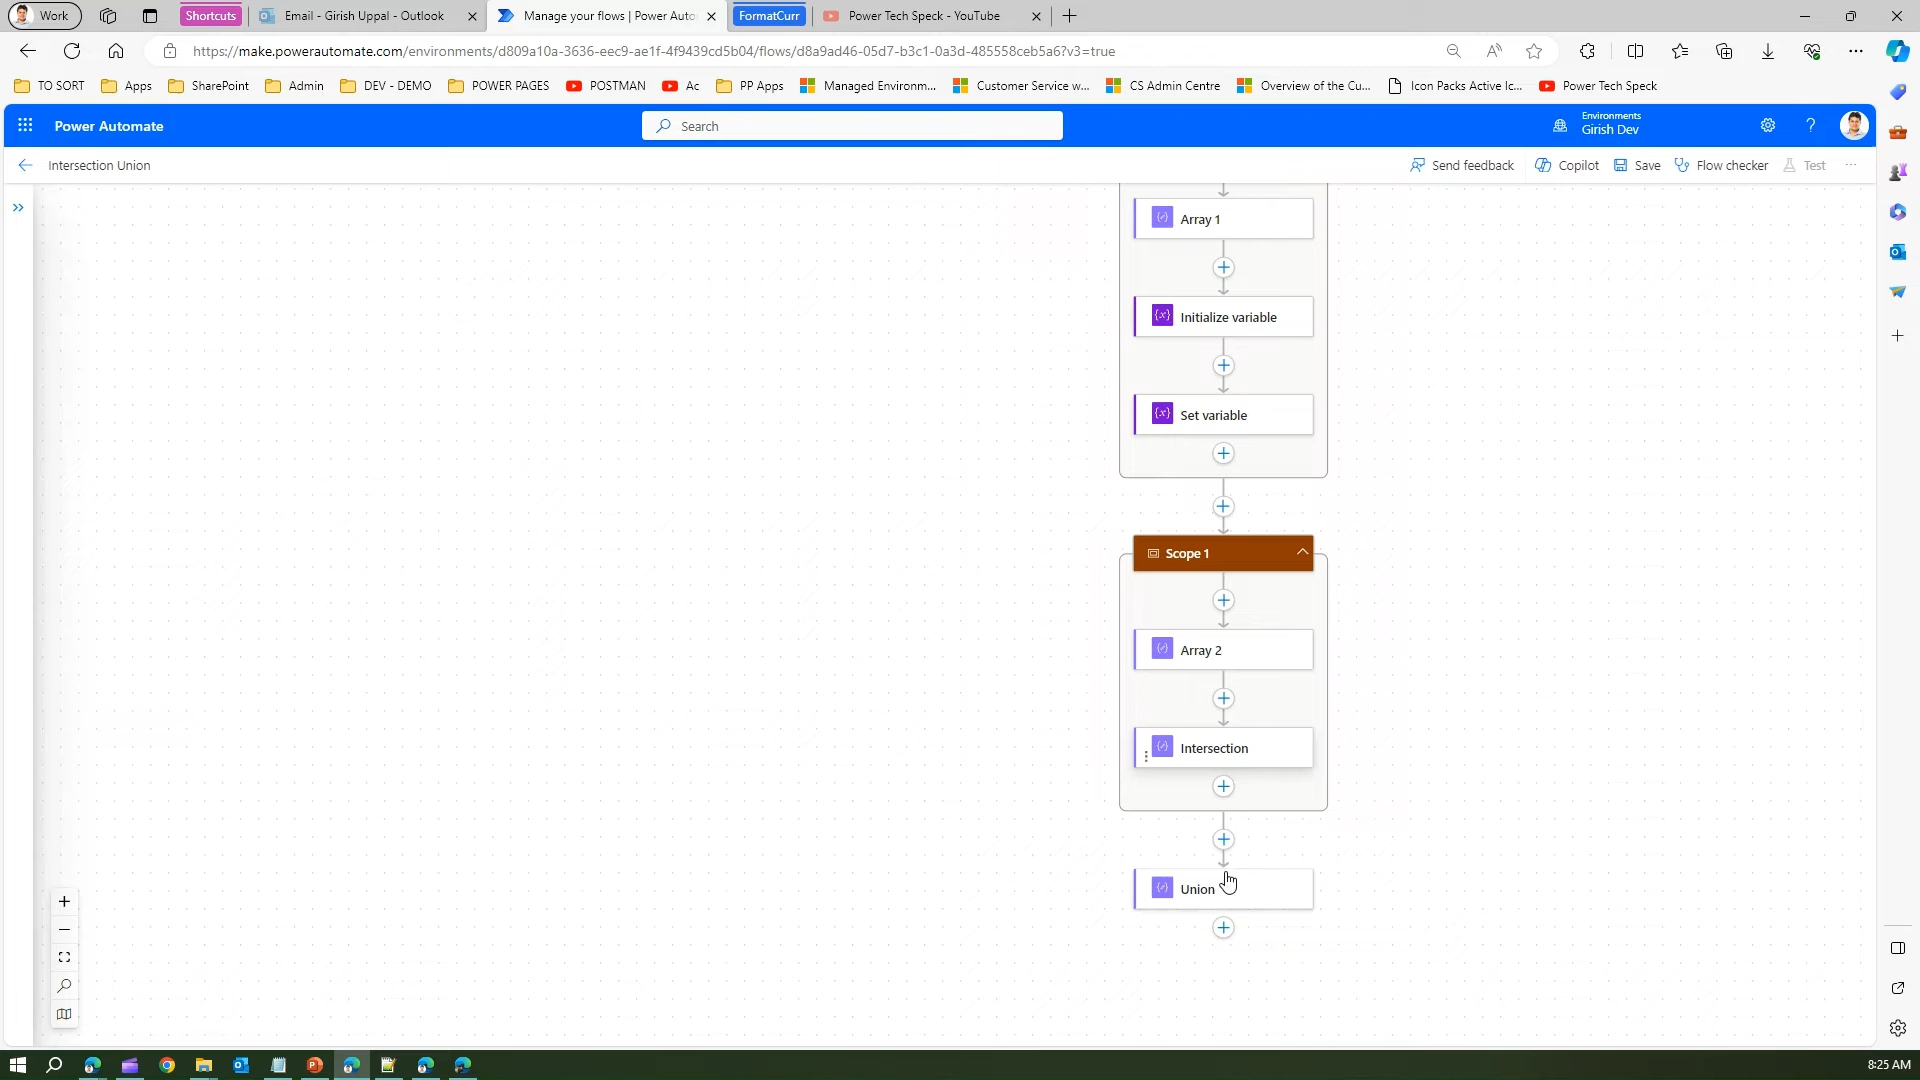 Work
Shortcuts
Email - Girish Uppal - Outlook
Manage your flows | Power Auto
FormatCurr
Power Tech Speck - YouTube
https://make.powerautomate.com/environments/d809a10a-3636-eec9-ae1f-4f9439cd5b04/flows/d8a9ad46-05d7-b3c1-0a3d-485558ceb5a6?v3=true
TO SORT
Apps
SharePoint
Admin
DEV - DEMO
POWER PAGES
POSTMAN
Ac
PP Apps
Managed Environm...
Customer Service w...
CS Admin Centre
Overview of the Cu...
Icon Packs Active Ic...
Power Tech Speck
Power Automate
Search
Environments
Girish Dev
Intersection Union
Send feedback
Copilot
Save
Flow checker
Test
Array 1
Initialize variable
Set variable
Scope 1
Array 2
Intersection
Union
8:25 AM